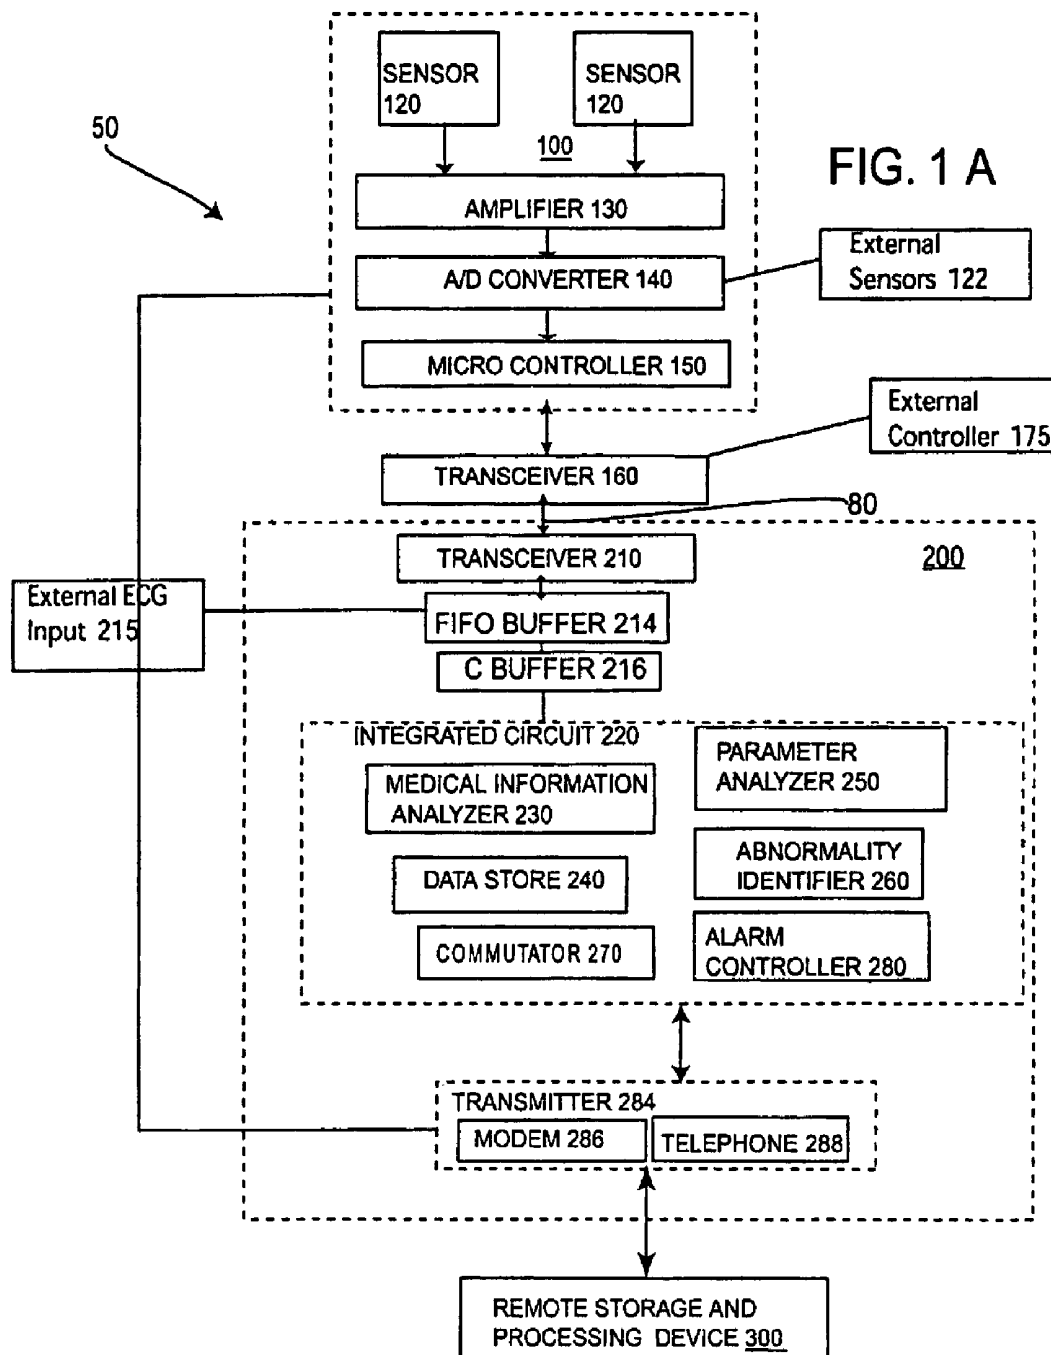 SENSOR
120
SENSOR
120
50
100
FIG. 1 A
AMPLIFIER 130
External
Sensors 122
A/D CONVERTER 140
MICRO CONTROLLER 150
External
Controller 175
TRANSCEIVER 160
80
TRANSCEIVER 210
200
External ECG
Input 215
FIFO BUFFER 214
C BUFFER 216
INTEGRATED CIRCUIT 220
PARAMETER
ANALYZER 250
MEDICAL INFORMATION
ANALYZER 230
ABNORMALITY
IDENTIFIER 260
DATA STORE 240
COMMUTATOR 270
ALARM
CONTROLLER 280
TRANSMITTER 284
MODEM 286
TELEPHONE 288
REMOTE STORAGE AND
PROCESSING DEVICE 300